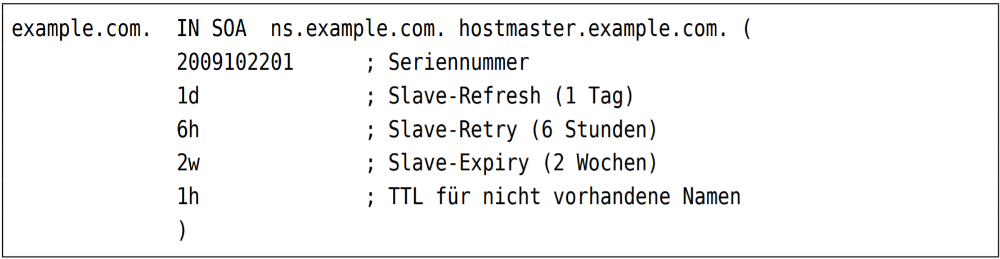 example.com.  IN SOA  ns.example.com. hostmaster.example.com. (
              2009102201      ; Seriennummer
              1d              ; Slave-Refresh (1 Tag)
              6h              ; Slave-Retry (6 Stunden)
              2w              ; Slave-Expiry (2 Wochen)
              1h              ; TTL für nicht vorhandene Namen
              )